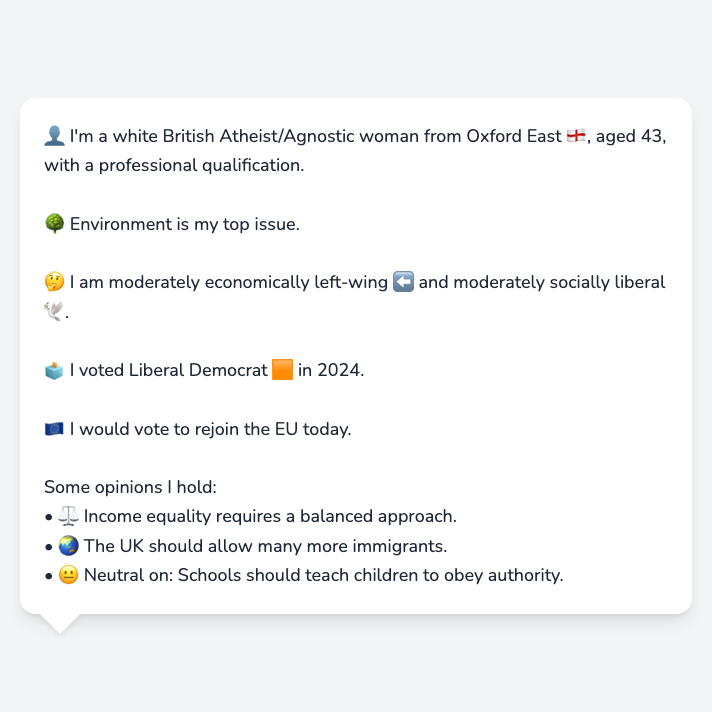 👤 I'm a white British Atheist/Agnostic woman from Oxford East 🏴󠁧󠁢󠁥󠁮󠁧󠁿, aged 43,
with a professional qualification.
🌳 Environment is my top issue.
🤔 I am moderately economically left-wing ⬅️ and moderately socially liberal
🕊️.
🗳️ I voted Liberal Democrat 🟧 in 2024.
🇪🇺 I would vote to rejoin the EU today.
Some opinions I hold:
• ⚖️ Income equality requires a balanced approach.
• 🌏 The UK should allow many more immigrants.
• 😐 Neutral on: Schools should teach children to obey authority.